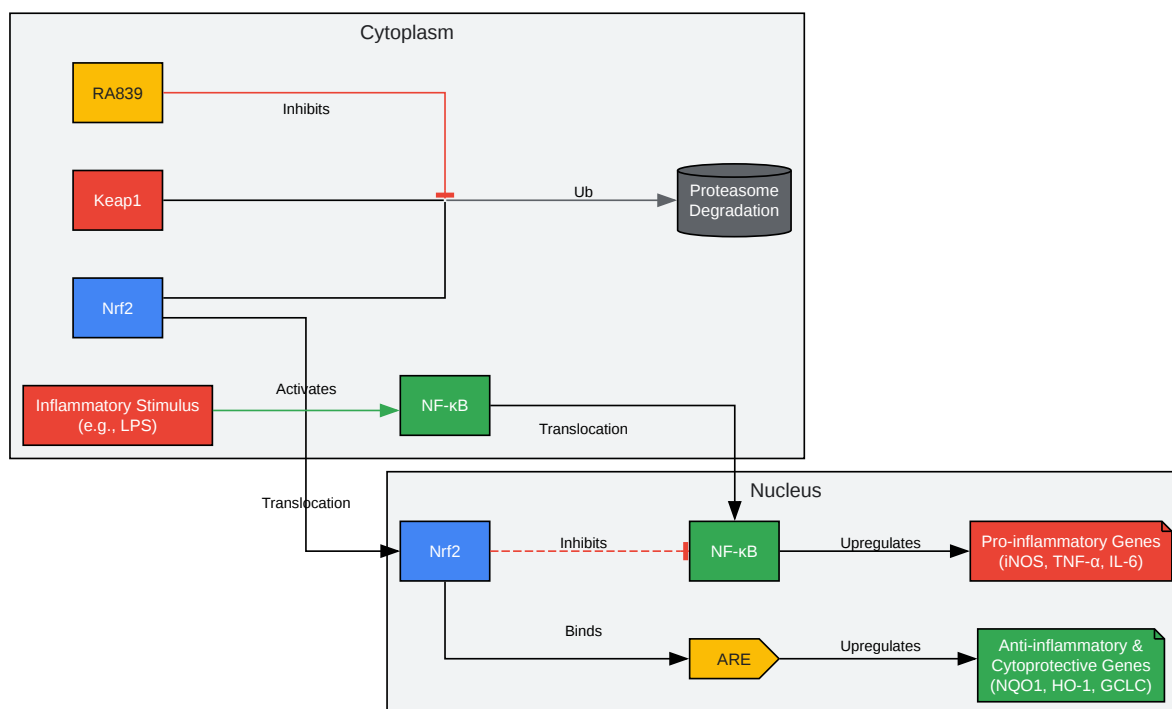 Cytoplasm
RA839
Inhibits
Keap1
Ub
Proteasome
Degradation
Nrf2
Activates
Inflammatory Stimulus
(e.g., LPS)
NF-κB
Translocation
Translocation
Nucleus
Nrf2
Inhibits
NF-κB
Upregulates
Pro-inflammatory Genes
(iNOS, TNF-α, IL-6)
Binds
ARE
Upregulates
Anti-inflammatory &
Cytoprotective Genes
(NQO1, HO-1, GCLC)